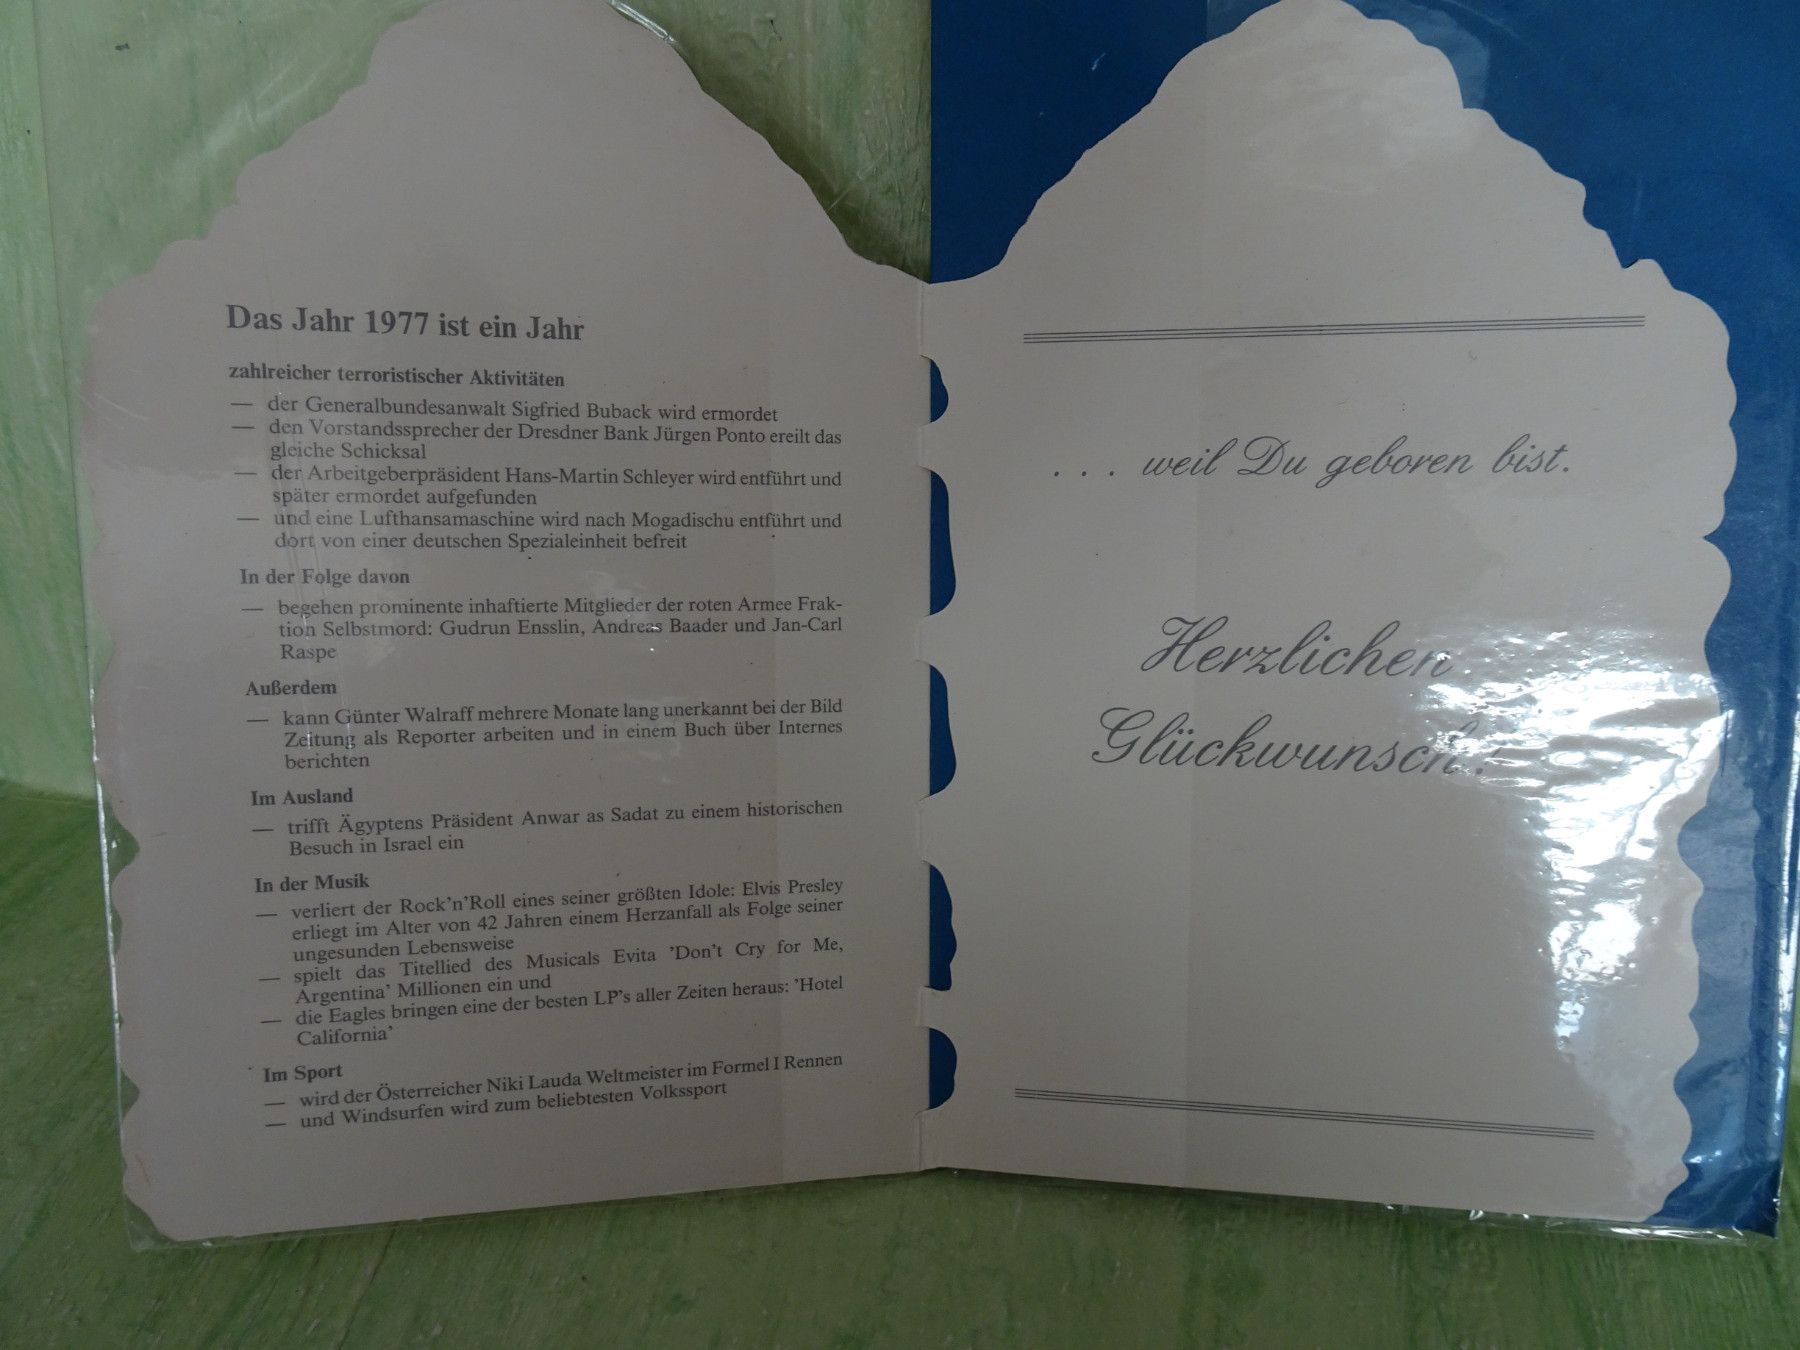 Das Jahr 1977 ist ein Jahr
zahlreicher terroristischer Aktivitäten
— der Generalbundesanwalt Sigfried Buback wird ermordet
— den Vorstandssprecher der Dresdner Bank Jürgen Ponto ereilt das
gleiche Schicksal
— der Arbeitgeberpräsident Hans-Martin Schleyer wird entführt und
später ermordet aufgefunden
— und eine Lufthansamaschine wird nach Mogadischu entführt und
dort von einer deutschen Spezialeinheit befreit
In der Folge davon
— begehen prominente inhaftierte Mitglieder der roten Armee Frak-
tion Selbstmord: Gudrun Ensslin, Andreas Baader und Jan-Carl
Raspe
Außerdem
— kann Günter Walraff mehrere Monate lang unerkannt bei der Bild
Zeitung als Reporter arbeiten und in einem Buch über Internes
berichten
Im Ausland
— trifft Ägyptens Präsident Anwar as Sadat zu einem historischen
Besuch in Israel ein
In der Musik
— verliert der Rock'n'Roll eines seiner größten Idole: Elvis Presley
erliegt im Alter von 42 Jahren einem Herzanfall als Folge seiner
ungesunden Lebensweise
— spielt das Titellied des Musicals Evita 'Don't Cry for Me,
Argentina' Millionen ein und
— die Eagles bringen eine der besten LP's aller Zeiten heraus: 'Hotel
California'
Im Sport
— wird der Österreicher Niki Lauda Weltmeister im Formel I Rennen
— und Windsurfen wird zum beliebtesten Volkssport
. . . weil Du geboren bist.
Herzlichen
Glückwunsch!